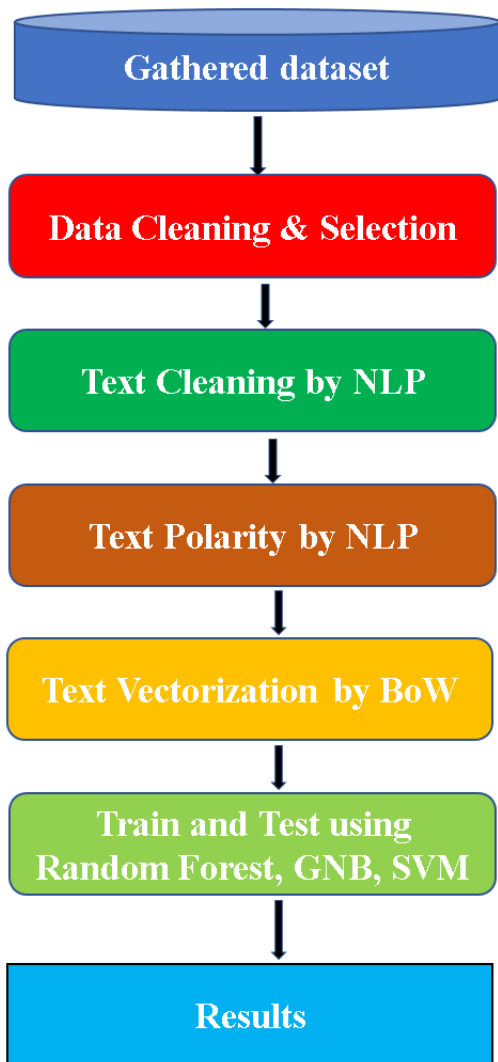 Gathered dataset
Data Cleaning & Selection
Text Cleaning by NLP
Text Polarity by NLP
Text Vectorization by BoW
Train and Test using
Random Forest, GNB, SVM
Results